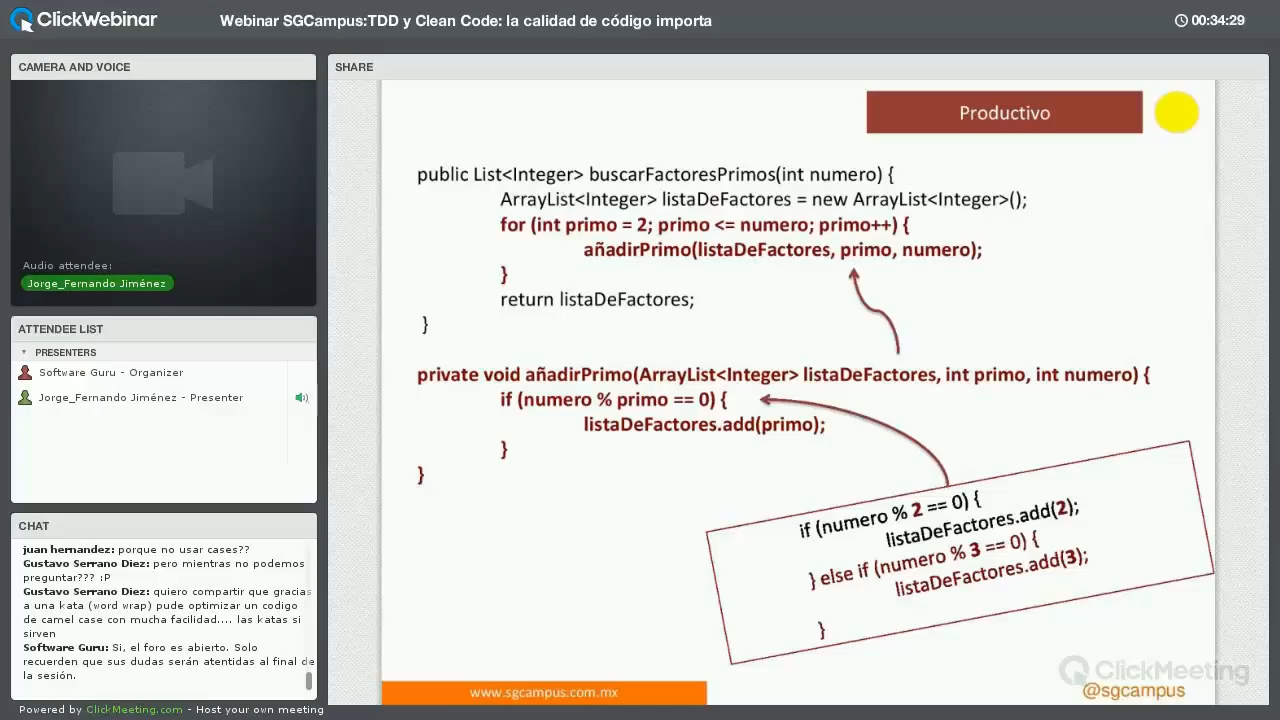 ClickWebinar
Webinar SGCampus:TDD y Clean Code: la calidad de código importa
00:34:29
CAMERA AND VOICE
Audio attendee:
Jorge_Fernando Jiménez
ATTENDEE LIST
PRESENTERS
Software Guru - Organizer
Jorge_Fernando Jiménez - Presenter
CHAT
juan hernandez: porque no usar cases??
Gustavo Serrano Diez: pero mientras no podemos
preguntar??? :P
Gustavo Serrano Diez: quiero compartir que gracias
a una kata (word wrap) pude optimizar un codigo
de camel case con mucha facilidad.... las katas si
sirven
Software Guru: Si, el foro es abierto. Solo
recuerden que sus dudas serán atentidas al final de
la sesión.
Powered by ClickMeeting.com - Host your own meeting
SHARE
Productivo
public List<Integer> buscarFactoresPrimos(int numero) {
ArrayList<Integer> listaDeFactores = new ArrayList<Integer>();
for (int primo = 2; primo <= numero; primo++) {
añadirPrimo(listaDeFactores, primo, numero);
}
return listaDeFactores;
}
private void añadirPrimo(ArrayList<Integer> listaDeFactores, int primo, int numero) {
if (numero % primo == 0) {
listaDeFactores.add(primo);
}
}
if (numero % 2 == 0) {
listaDeFactores.add(2);
} else if (numero % 3 == 0) {
listaDeFactores.add(3);
}
www.sgcampus.com.mx
ClickMeeting
@sgcampus